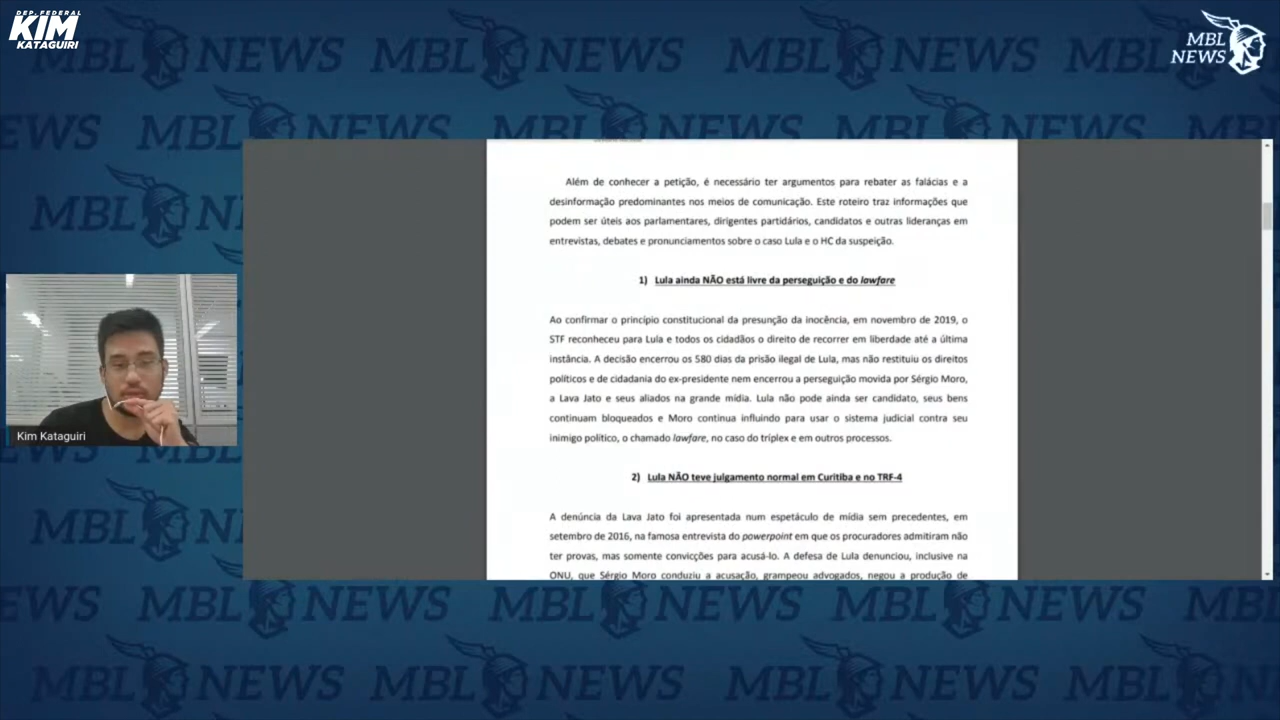 DEP. FEDERAL
KIM
KATAGUIRI
MBL
NEWS
Além de conhecer a petição, é necessário ter argumentos para rebater as falácias e a
desinformação predominantes nos meios de comunicação. Este roteiro traz informações que
podem ser úteis aos parlamentares, dirigentes partidários, candidatos e outras lideranças em
entrevistas, debates e pronunciamentos sobre o caso Lula e o HC da suspeição.
1) Lula ainda NÃO está livre da perseguição e do lawfare
Ao confirmar o princípio constitucional da presunção da inocência, em novembro de 2019, o
STF reconheceu para Lula e todos os cidadãos o direito de recorrer em liberdade até a última
instância. A decisão encerrou os 580 dias da prisão ilegal de Lula, mas não restituiu os direitos
políticos e de cidadania do ex-presidente nem encerrou a perseguição movida por Sérgio Moro,
a Lava Jato e seus aliados na grande mídia. Lula não pode ainda ser candidato, seus bens
continuam bloqueados e Moro continua influindo para usar o sistema judicial contra seu
inimigo político, o chamado lawfare, no caso do tríplex e em outros processos.
2) Lula NÃO teve julgamento normal em Curitiba e no TRF-4
A denúncia da Lava Jato foi apresentada num espetáculo de mídia sem precedentes, em
setembro de 2016, na famosa entrevista do powerpoint em que os procuradores admitiram não
ter provas, mas somente convicções para acusá-lo. A defesa de Lula denunciou, inclusive na
ONU, que Sérgio Moro conduziu a acusação, grampeou advogados, negou a produção de
Kim Kataguiri